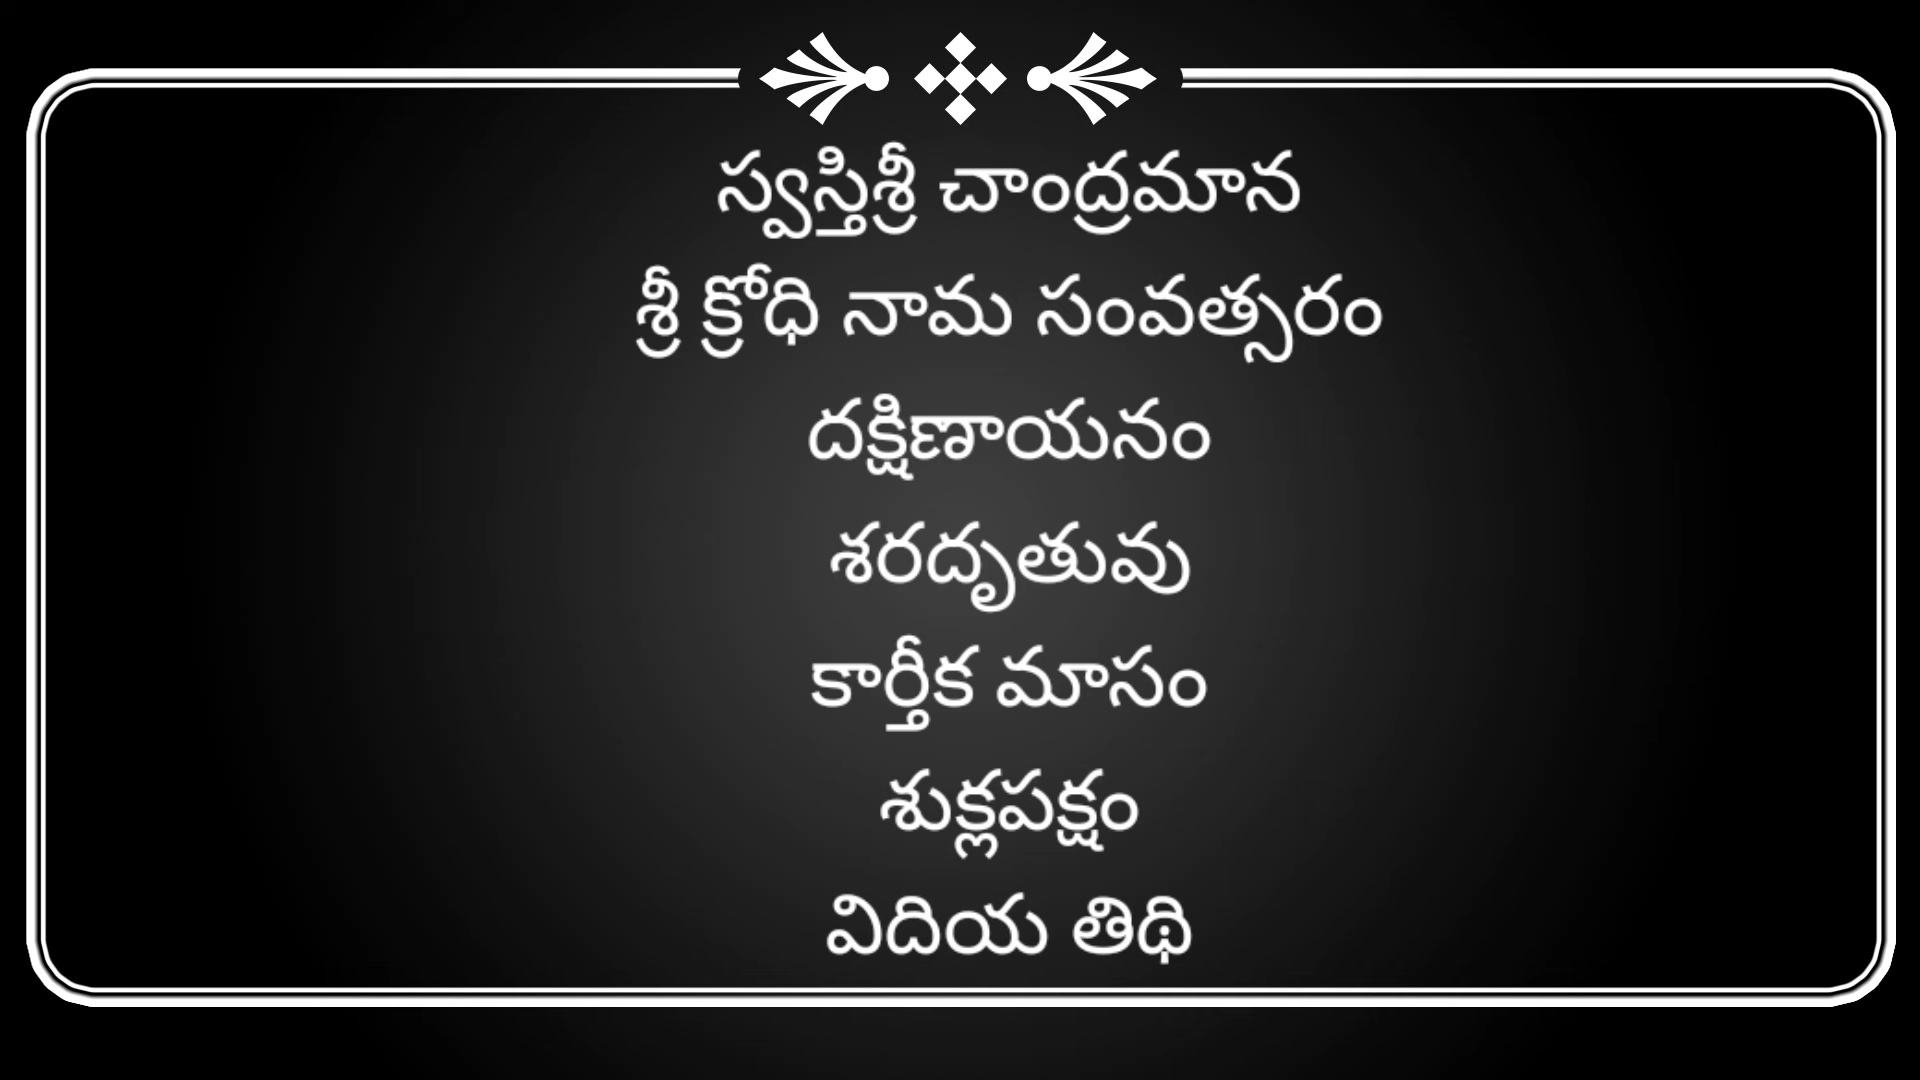 స్వస్తిశ్రీ చాంద్రమాన
శ్రీ క్రోధి నామ సంవత్సరం
దక్షిణాయనం
శరదృతువు
కార్తీక మాసం
శుక్లపక్షం
విదియ తిథి